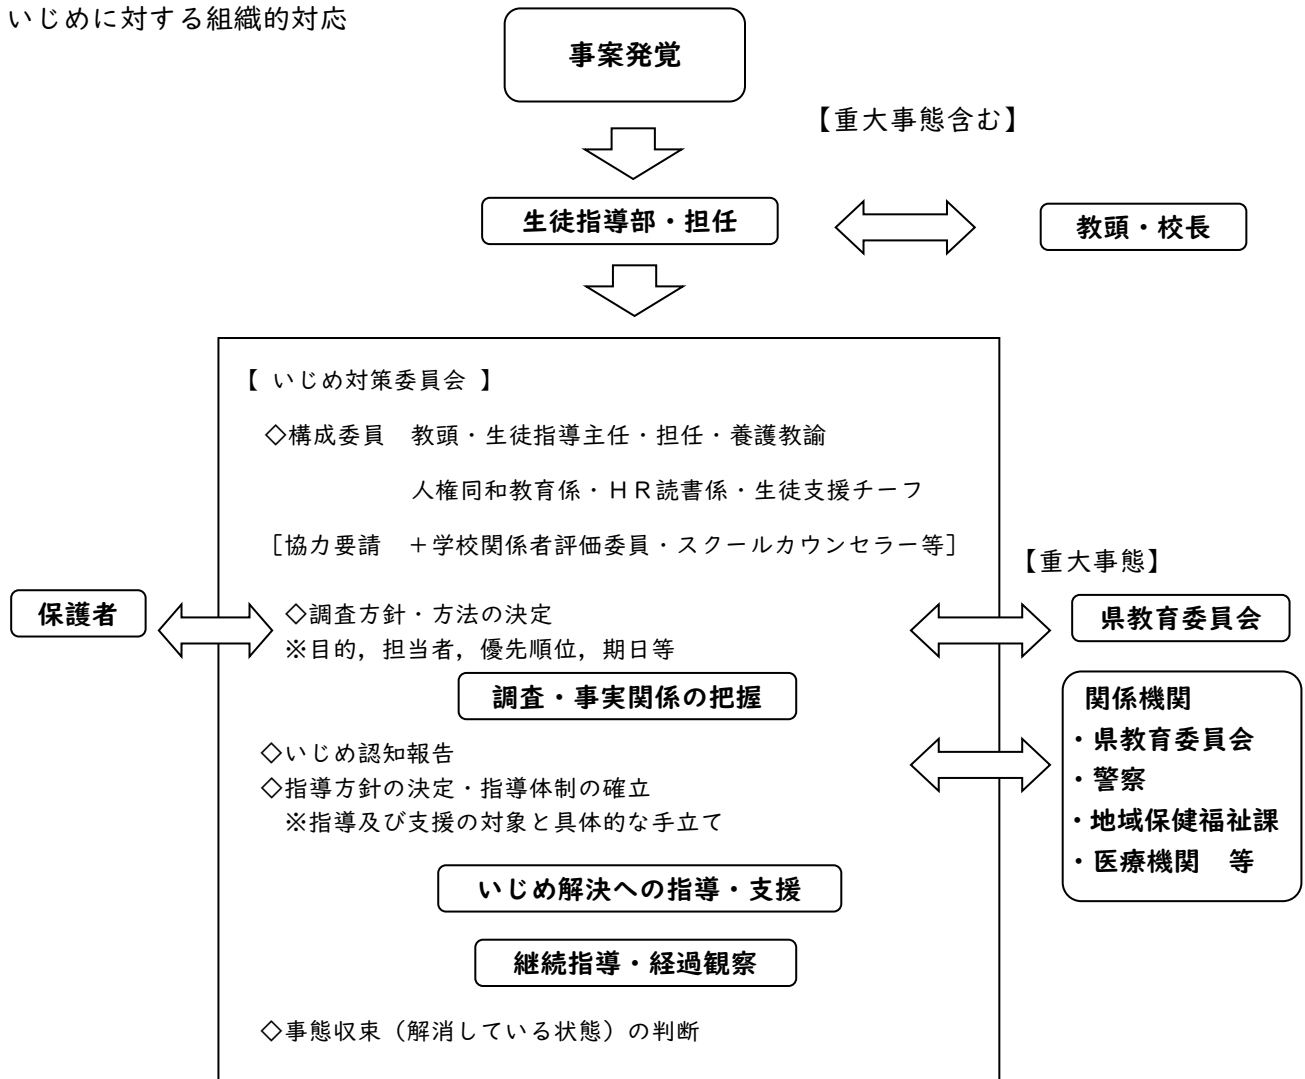 いじめに対する組織的対応
事案発覚
【重大事態含む】
生徒指導部・担任
教頭・校長
【 いじめ対策委員会 】
◇構成委員　教頭・生徒指導主任・担任・養護教諭
人権同和教育係・ＨＲ読書係・生徒支援チーフ
［協力要請　＋学校関係者評価委員・スクールカウンセラー等］
【重大事態】
保護者
◇調査方針・方法の決定
※目的，担当者，優先順位，期日等
県教育委員会
調査・事実関係の把握
関係機関
・県教育委員会
・警察
・地域保健福祉課
・医療機関　等
◇いじめ認知報告
◇指導方針の決定・指導体制の確立
※指導及び支援の対象と具体的な手立て
いじめ解決への指導・支援
継続指導・経過観察
◇事態収束（解消している状態）の判断